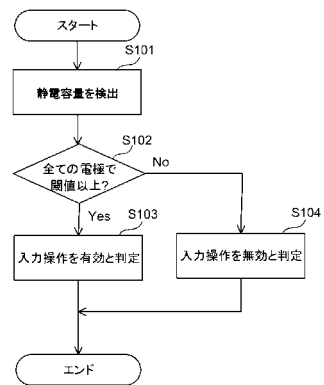 スタート
S101
静電容量を検出
S102
全ての電極で
閾値以上?
No
Yes
S103
S104
入力操作を有効と判定
入力操作を無効と判定
エンド